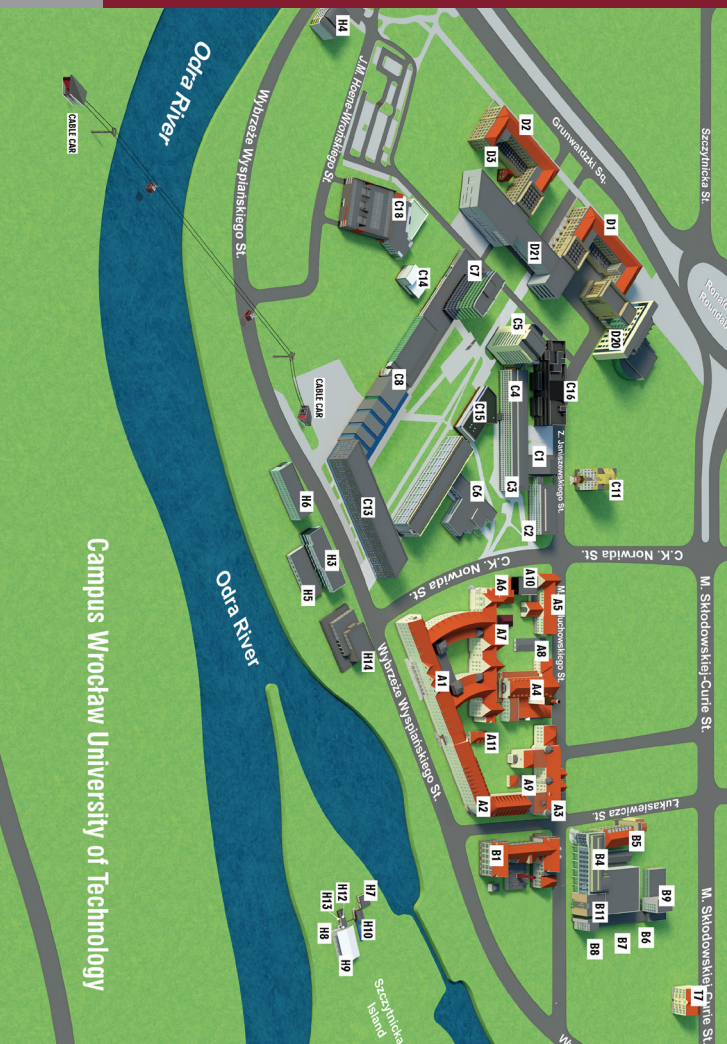 Szczytnicka St.
C.K. Norwida St.
M. Skłodowskiej-Curie St.
M. Skłodowskiej-Curie St.
T7
Grunwaldzki Sq.
D20
D1
D2
D3
D21
C11
Łukasiewicza St.
B5
B9
B6
B4
B7
B11
B8
Z. Janiszewskiego St.
C16
C1
C2
C5
C4
C3
C15
C6
C7
A5
A10
A8
A4
A3
A9
A6
A7
A11
A2
A1
B1
C.K. Norwida St.
C14
C18
C8
C13
H4
J.M. Hoene-Wrońskiego St.
Wybrzeże Wyspiańskiego St.
Wybrzeże Wyspiańskiego St.
H3
H14
H6
H5
H7
H10
H12
H9
H13
H8
Szczytnicka
Island
CABLE CAR
CABLE CAR
Odra River
Odra River
Campus Wrocław University of Technology